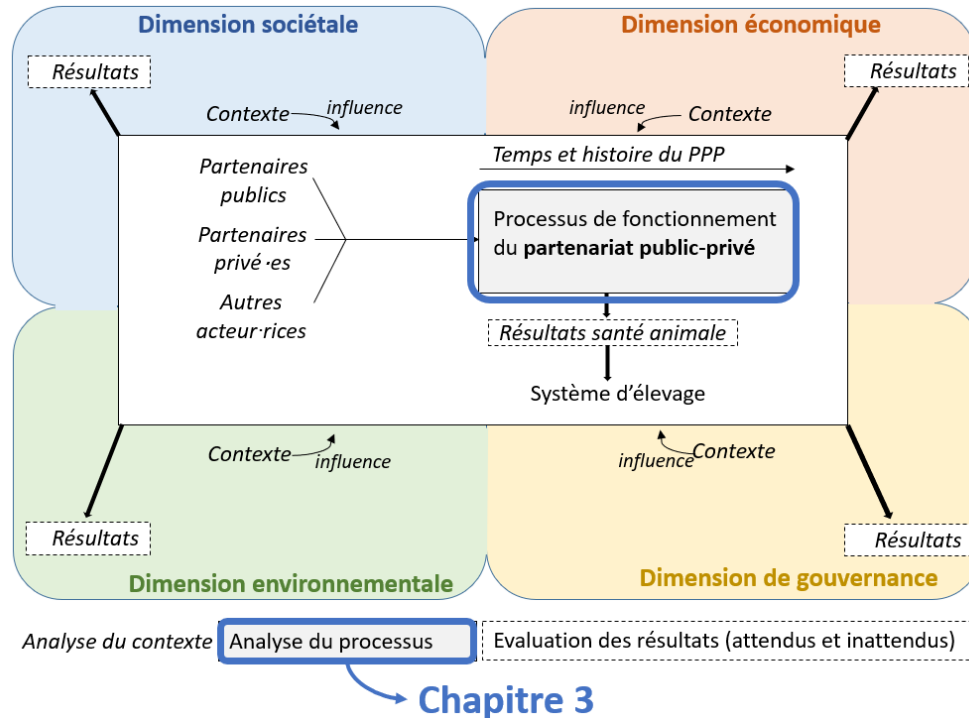 Dimension sociétale
Dimension économique
Résultats
Résultats
Contexte
influence
influence
Contexte
Temps et histoire du PPP
Partenaires
publics
Partenaires
privé·es
Autres
acteur·rices
Processus de fonctionnement
du partenariat public-privé
Résultats santé animale
Système d'élevage
Contexte
influence
influence
Contexte
Résultats
Résultats
Dimension environnementale
Dimension de gouvernance
Analyse du contexte
Analyse du processus
Evaluation des résultats (attendus et inattendus)
Chapitre 3